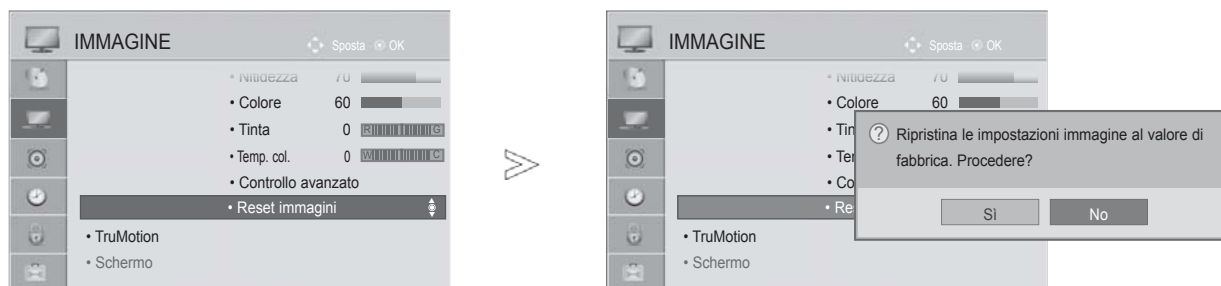 IMMAGINE
Sposta OK
• Nitidezza 70
• Colore 60
• Tinta 0 R G
• Temp. col. 0 W C
• Controllo avanzato
• Reset immagini
• TruMotion
• Schermo
IMMAGINE
Sposta OK
• Nitidezza 70
• Colore 60
• Tin
• Ter
• Co
• Re
• TruMotion
• Schermo
? Ripristina le impostazioni immagine al valore di
fabbrica. Procedere?
Sì No